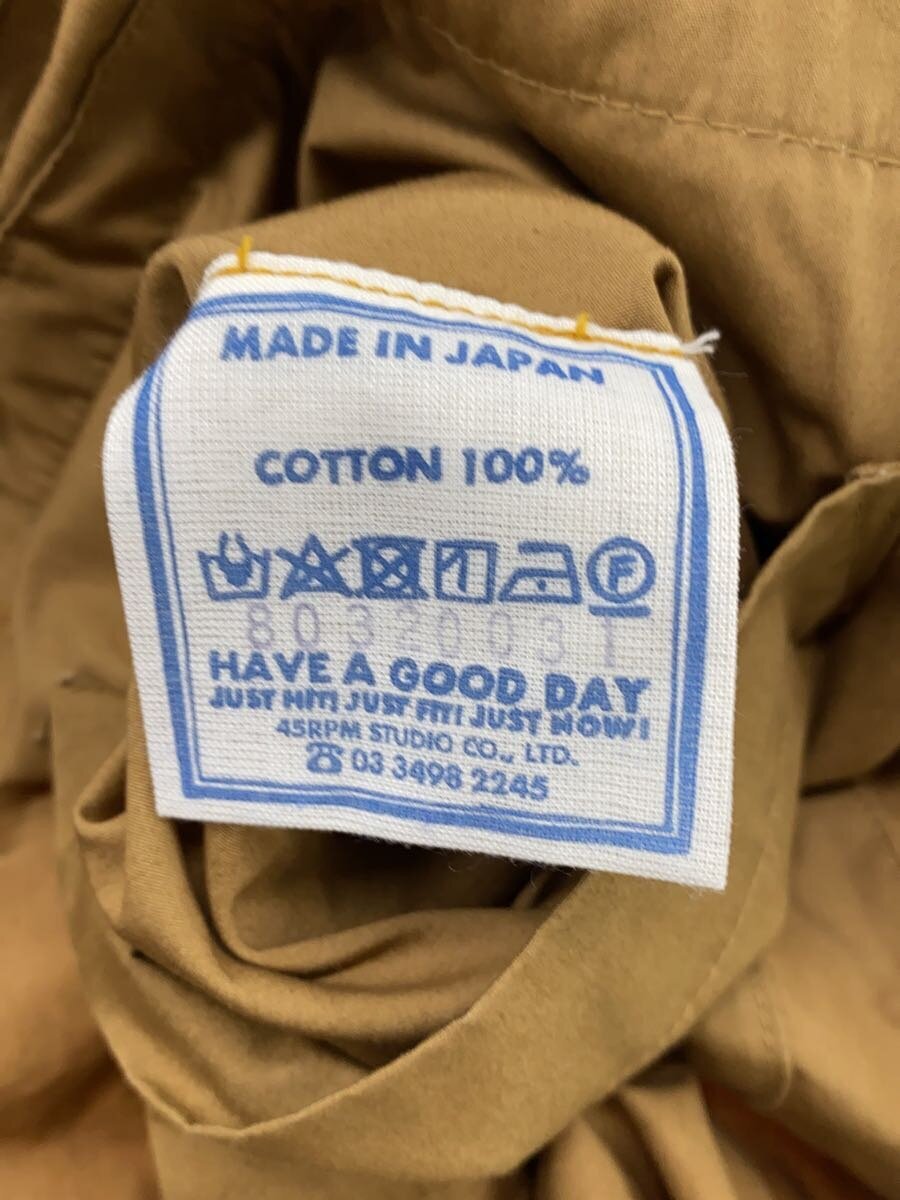 MADE IN JAPAN
COTTON 100%
F
80320031
HAVE A GOOD DAY
JUST HIT! JUST FIT! JUST NOW!
45RPM STUDIO CO., LTD.
☎ 03 3498 2245